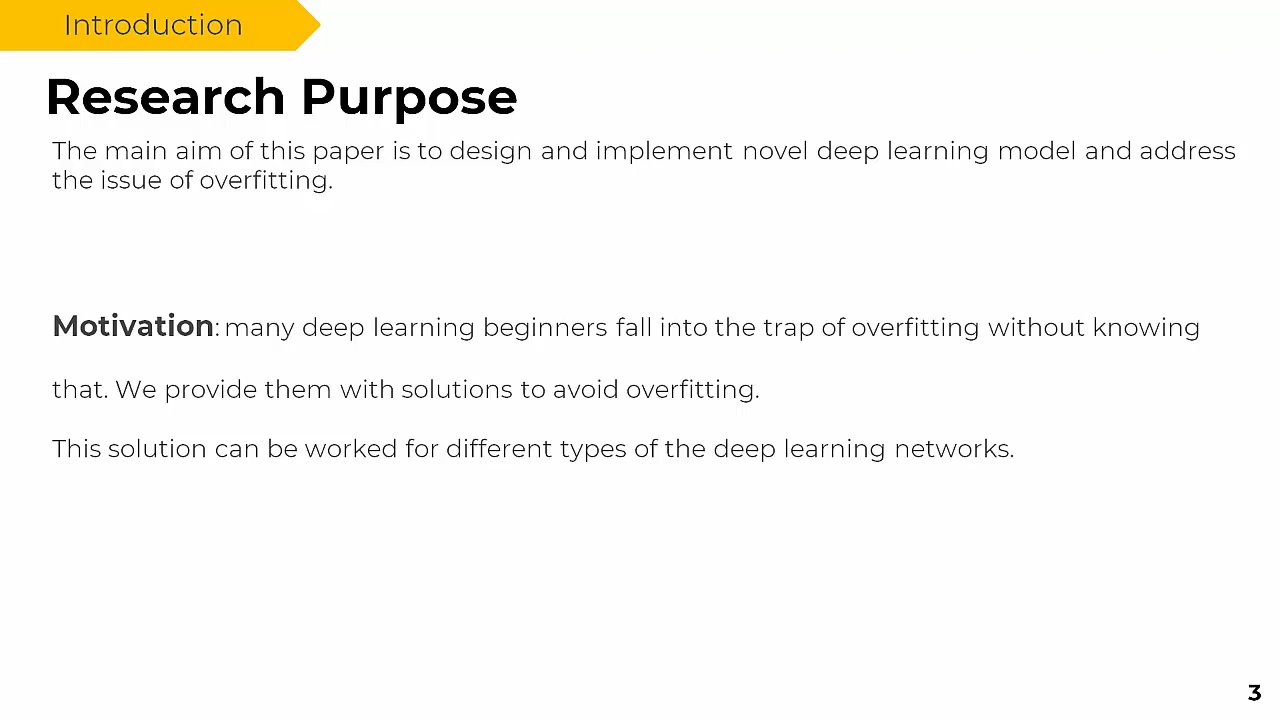 Introduction
Research Purpose
The main aim of this paper is to design and implement novel deep learning model and address
the issue of overfitting.
Motivation: many deep learning beginners fall into the trap of overfitting without knowing
that. We provide them with solutions to avoid overfitting.
This solution can be worked for different types of the deep learning networks.
3